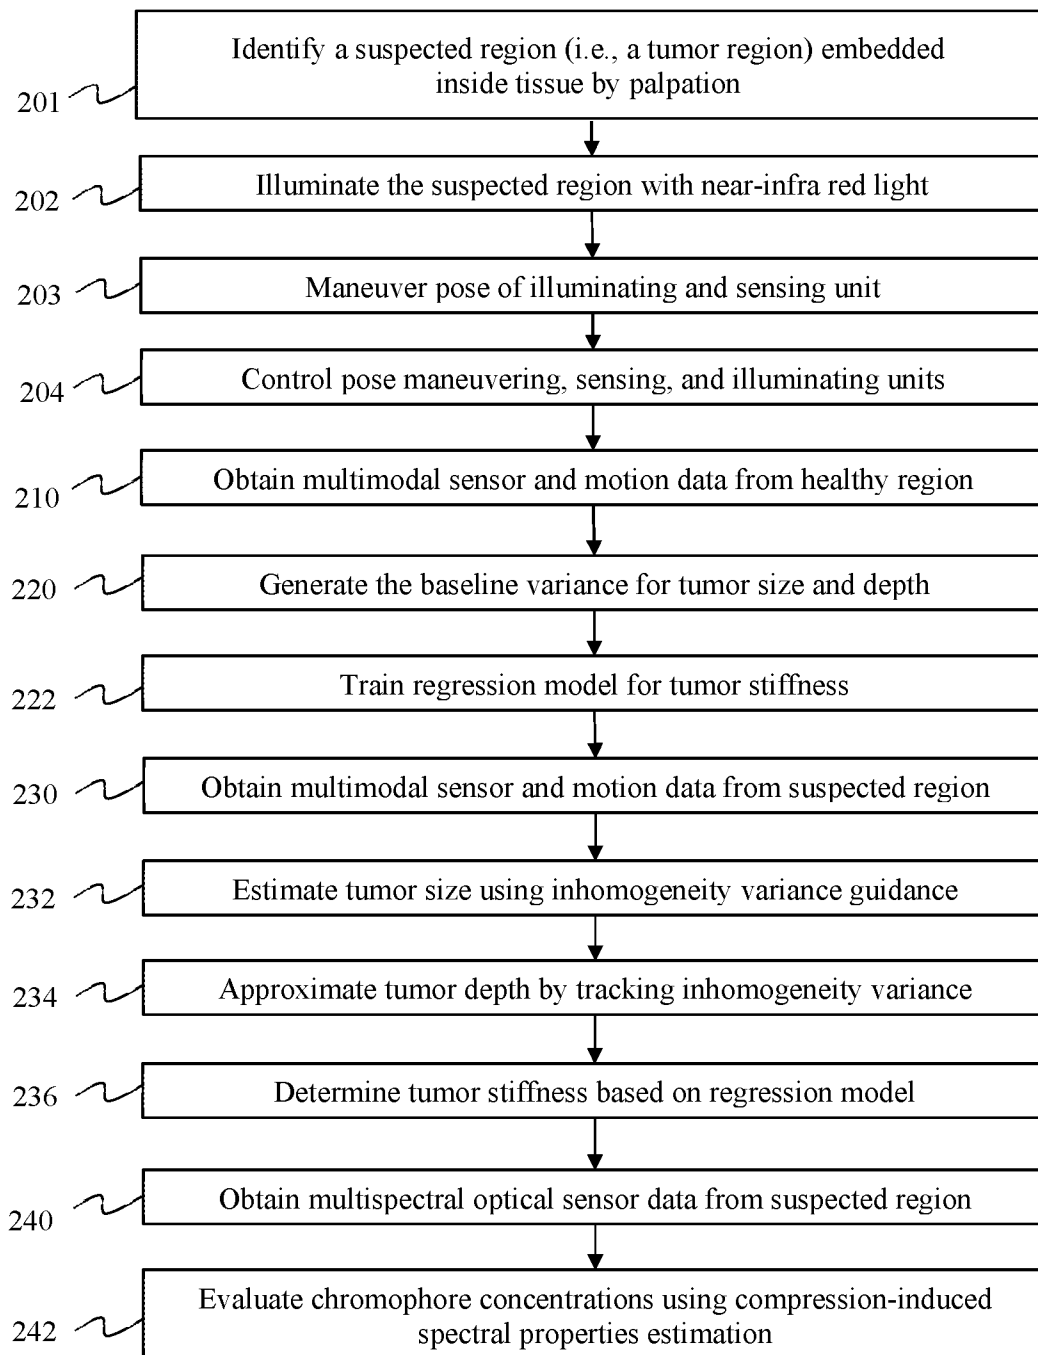 Identify a suspected region (i.e., a tumor region) embedded
inside tissue by palpation
201
Illuminate the suspected region with near-infra red light
202
Maneuver pose of illuminating and sensing unit
203
Control pose maneuvering, sensing, and illuminating units
204
Obtain multimodal sensor and motion data from healthy region
210
Generate the baseline variance for tumor size and depth
220
Train regression model for tumor stiffness
222
Obtain multimodal sensor and motion data from suspected region
230
Estimate tumor size using inhomogeneity variance guidance
232
Approximate tumor depth by tracking inhomogeneity variance
234
Determine tumor stiffness based on regression model
236
Obtain multispectral optical sensor data from suspected region
240
Evaluate chromophore concentrations using compression-induced
spectral properties estimation
242